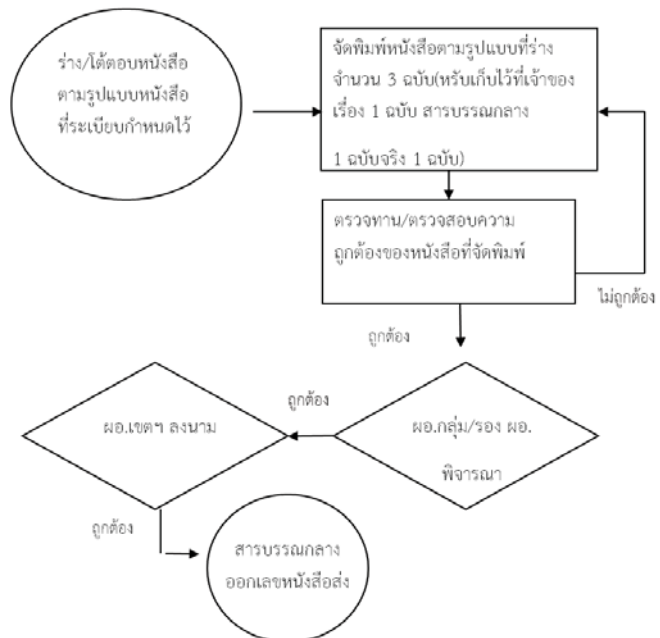 ร่าง/โต้ตอบหนังสือ
ตามรูปแบบหนังสือ
ที่ระเบียบกำหนดไว้
จัดพิมพ์หนังสือตามรูปแบบที่ร่าง
จำนวน 3 ฉบับ(หรับเก็บไว้ที่เจ้าของ
เรื่อง 1 ฉบับ สารบรรณกลาง
1 ฉบับจริง 1 ฉบับ)
ตรวจทาน/ตรวจสอบความ
ถูกต้องของหนังสือที่จัดพิมพ์
ไม่ถูกต้อง
ถูกต้อง
ผอ.กลุ่ม/รอง ผอ.
พิจารณา
ถูกต้อง
ผอ.เขตฯ ลงนาม
ถูกต้อง
สารบรรณกลาง
ออกเลขหนังสือส่ง